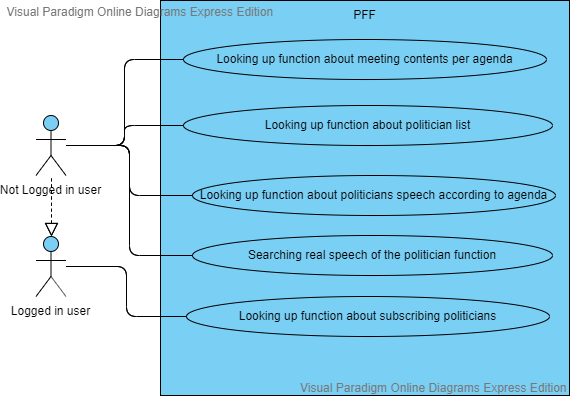 Visual Paradigm Online Diagrams Express Edition
PFF
Looking up function about meeting contents per agenda
Looking up function about politician list
Not Logged in user
Looking up function about politicians speech according to agenda
Searching real speech of the politician function
Logged in user
Looking up function about subscribing politicians
Visual Paradigm Online Diagrams Express Edition